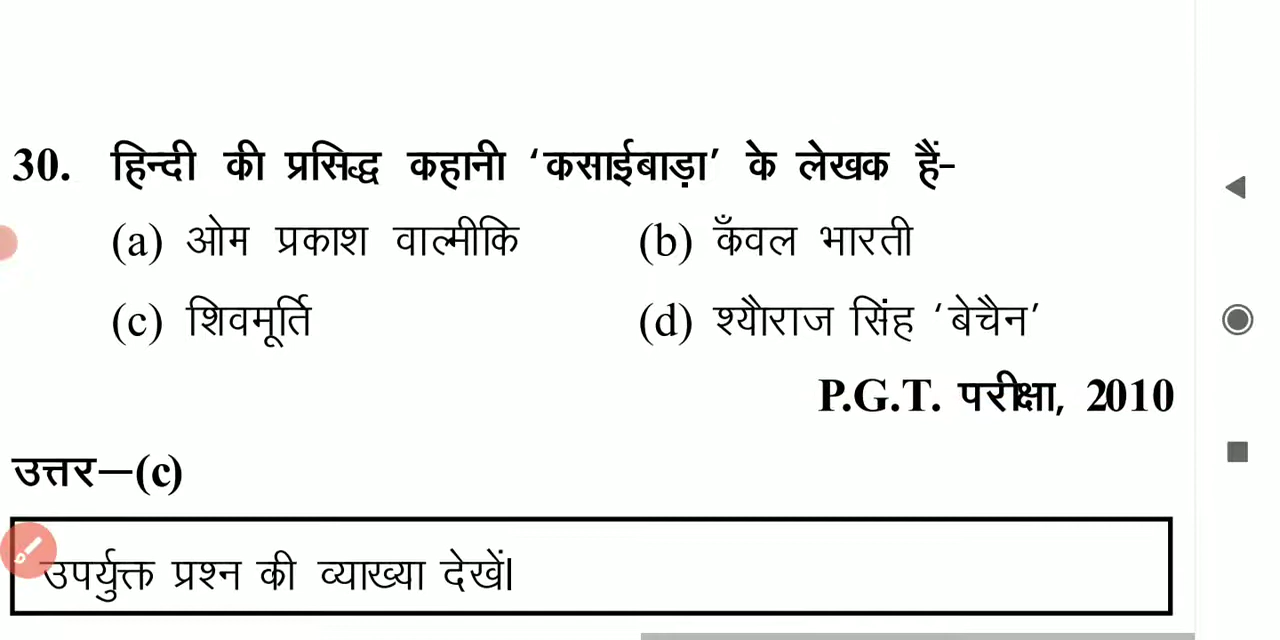 30. हिन्दी की प्रसिद्ध कहानी ‘कसाईबाड़ा’ के लेखक हैं-
(a) ओम प्रकाश वाल्मीकि (b) कँवल भारती
(c) शिवमूर्ति (d) श्यौराज सिंह ‘बेचैन’
P.G.T. परीक्षा, 2010
उत्तर—(c)
उपर्युक्त प्रश्न की व्याख्या देखें।